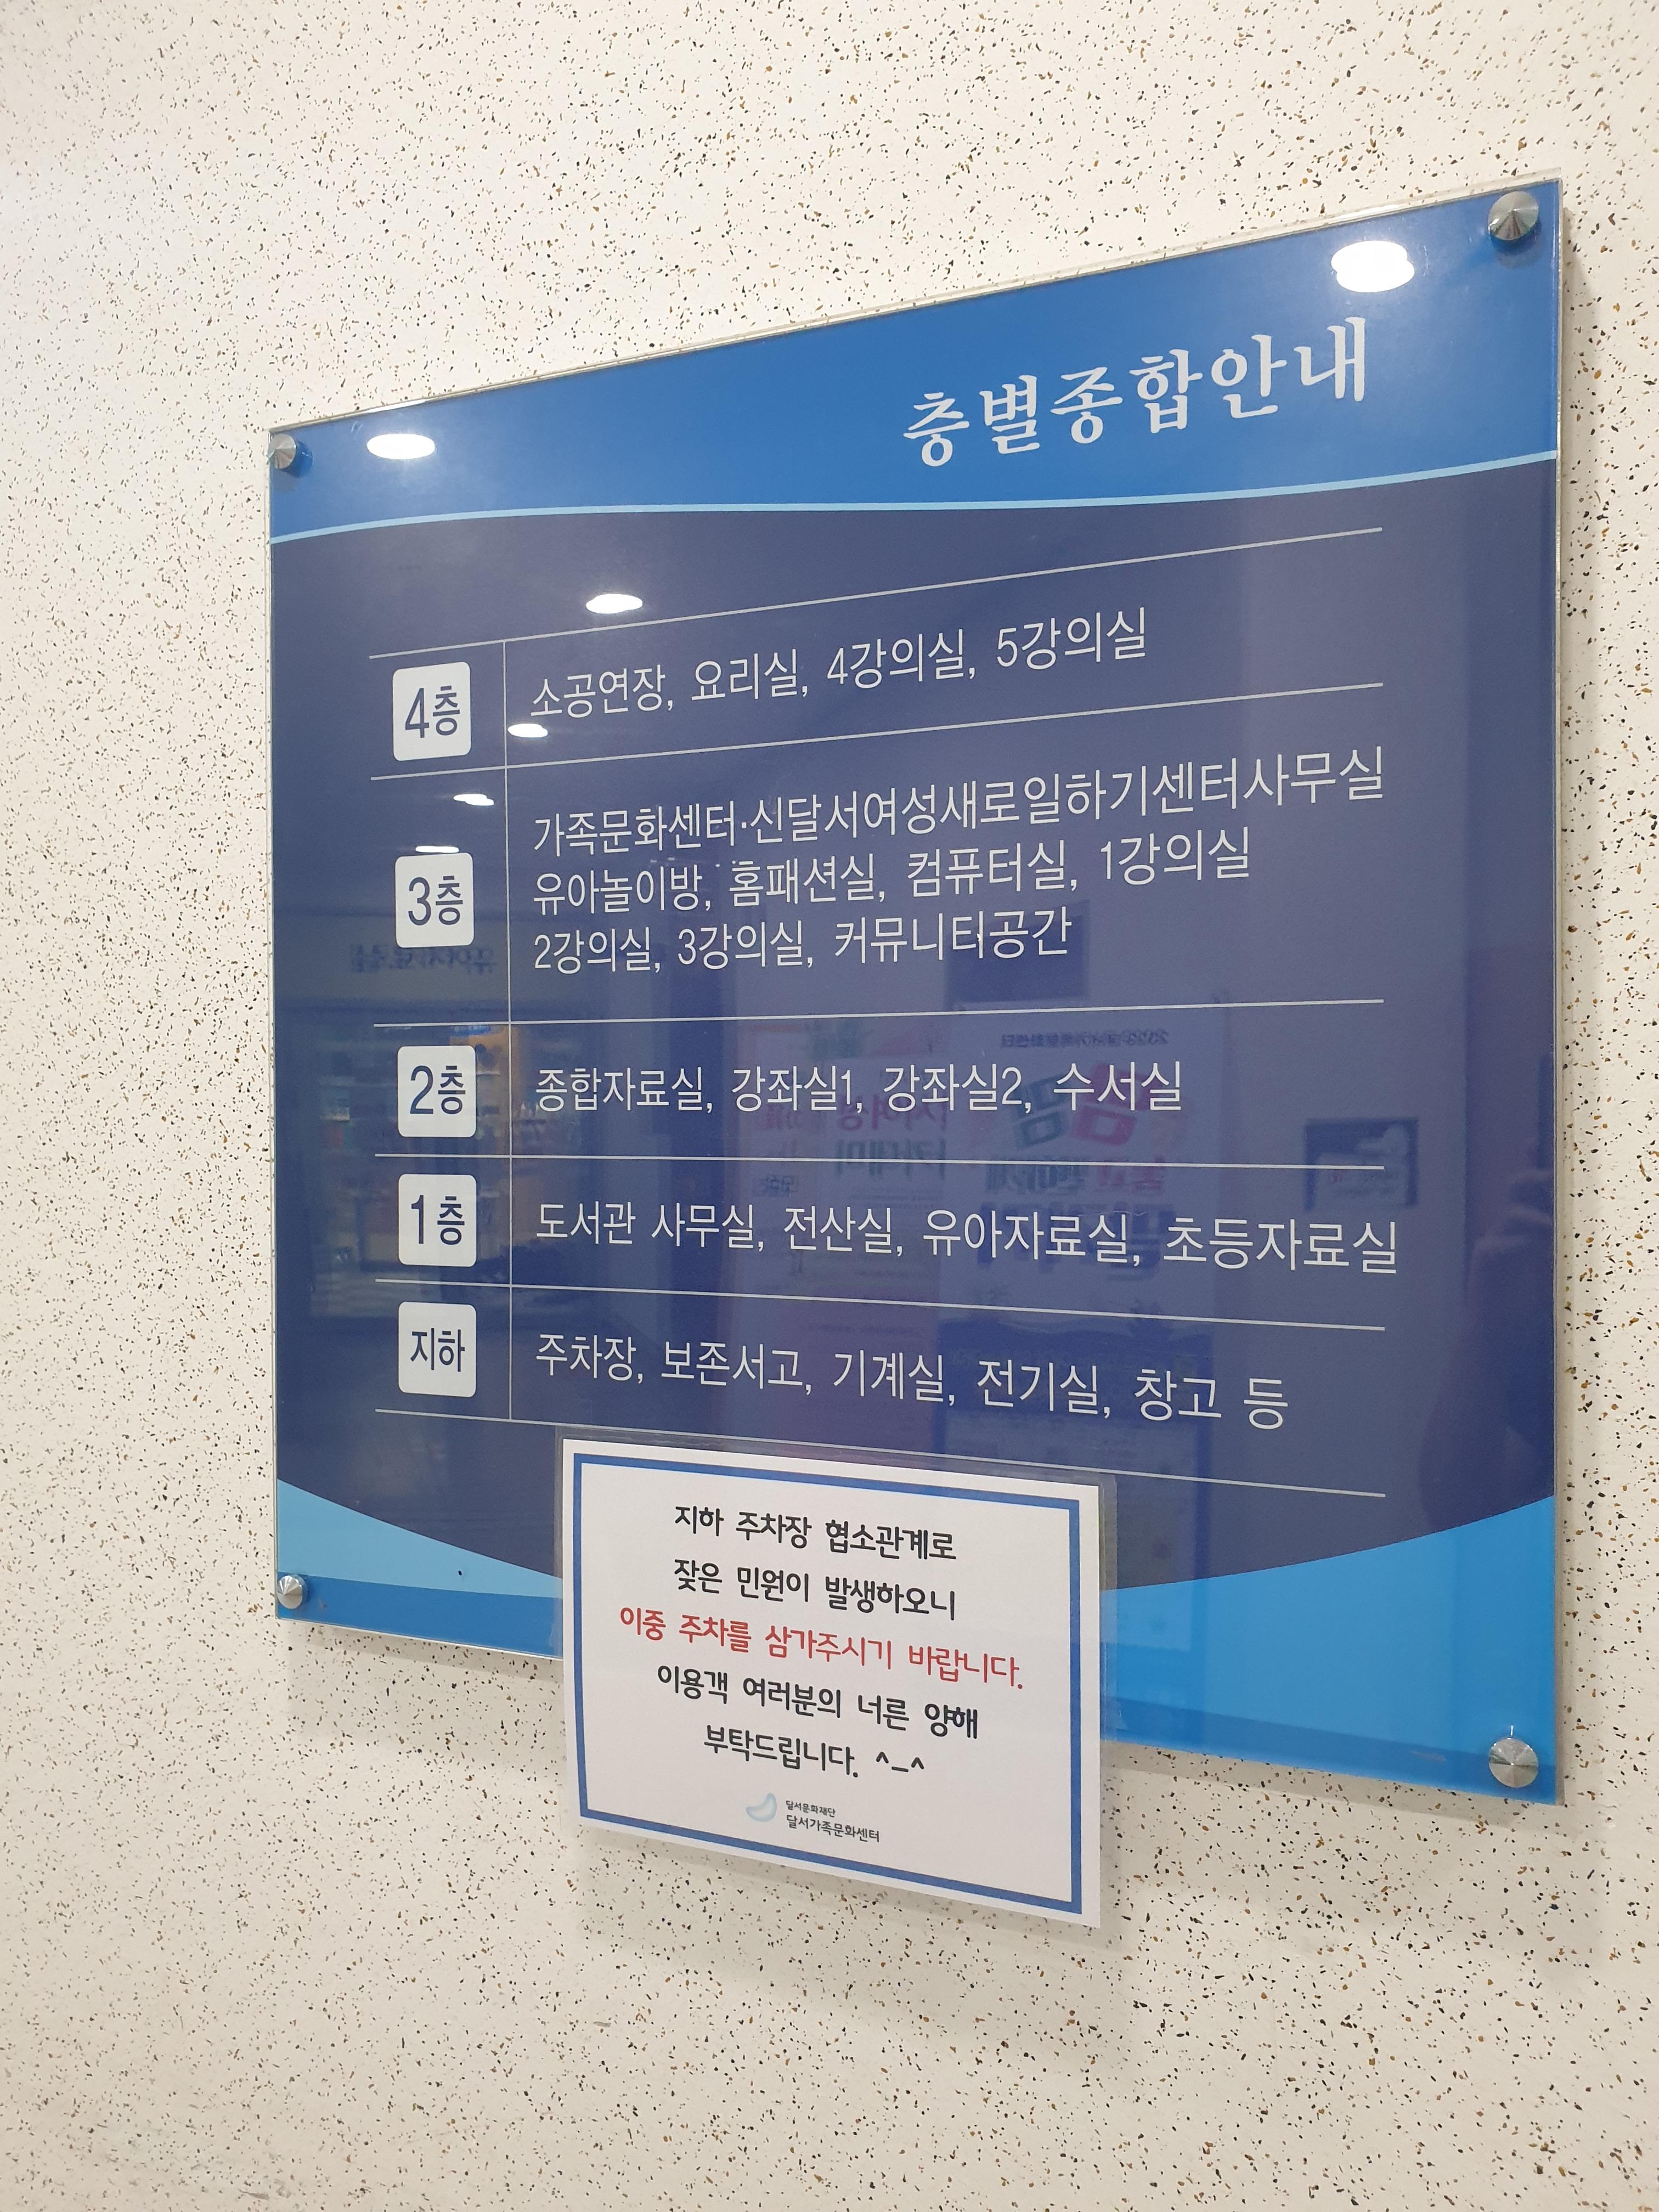 층별종합안내
4층
소공연장, 요리실, 4강의실, 5강의실
3층
가족문화센터·신달서여성새로일하기센터사무실
유아놀이방, 홈패션실, 컴퓨터실, 1강의실
2강의실, 3강의실, 커뮤니티공간
2층
종합자료실, 강좌실1, 강좌실2, 수서실
1층
도서관 사무실, 전산실, 유아자료실, 초등자료실
지하
주차장, 보존서고, 기계실, 전기실, 창고 등
지하 주차장 협소관계로
잦은 민원이 발생하오니
이중 주차를 삼가주시기 바랍니다.
이용객 여러분의 너른 양해
부탁드립니다. ^-^
달서문화재단
달서가족문화센터